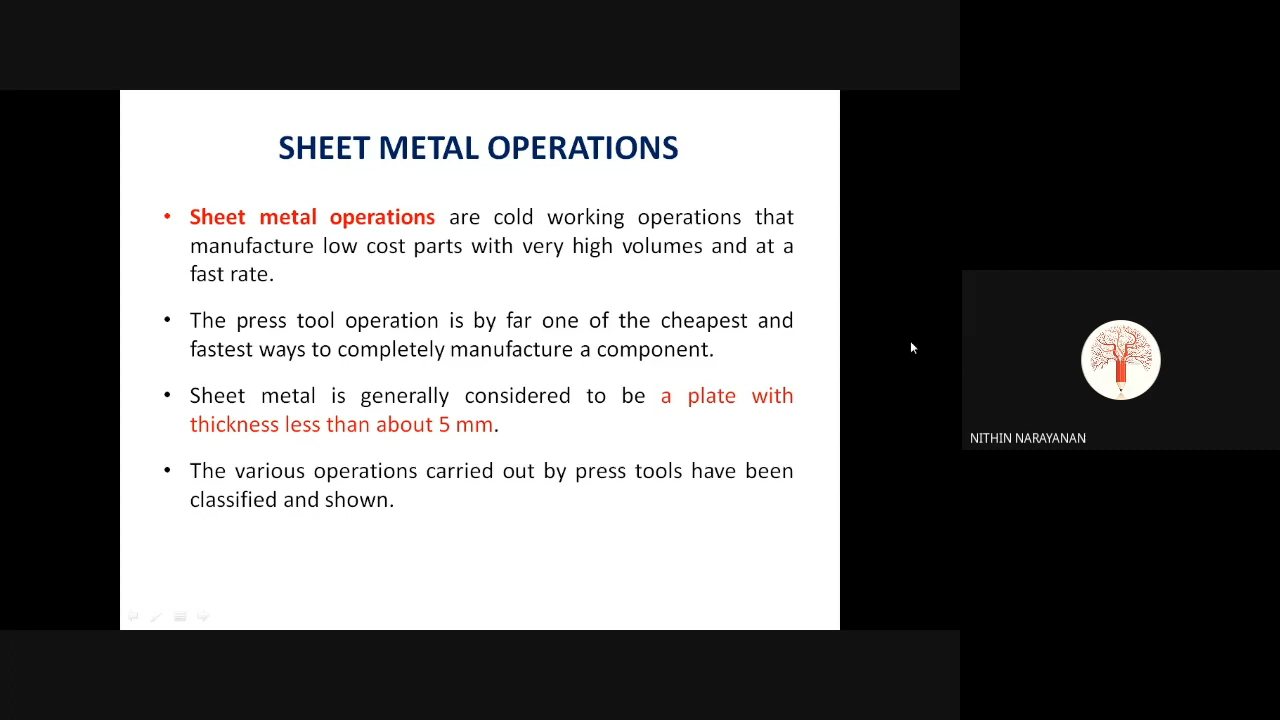 SHEET METAL OPERATIONS
• Sheet metal operations are cold working operations that
manufacture low cost parts with very high volumes and at a
fast rate.
• The press tool operation is by far one of the cheapest and
fastest ways to completely manufacture a component.
• Sheet metal is generally considered to be a plate with
thickness less than about 5 mm.
• The various operations carried out by press tools have been
classified and shown.
NITHIN NARAYANAN